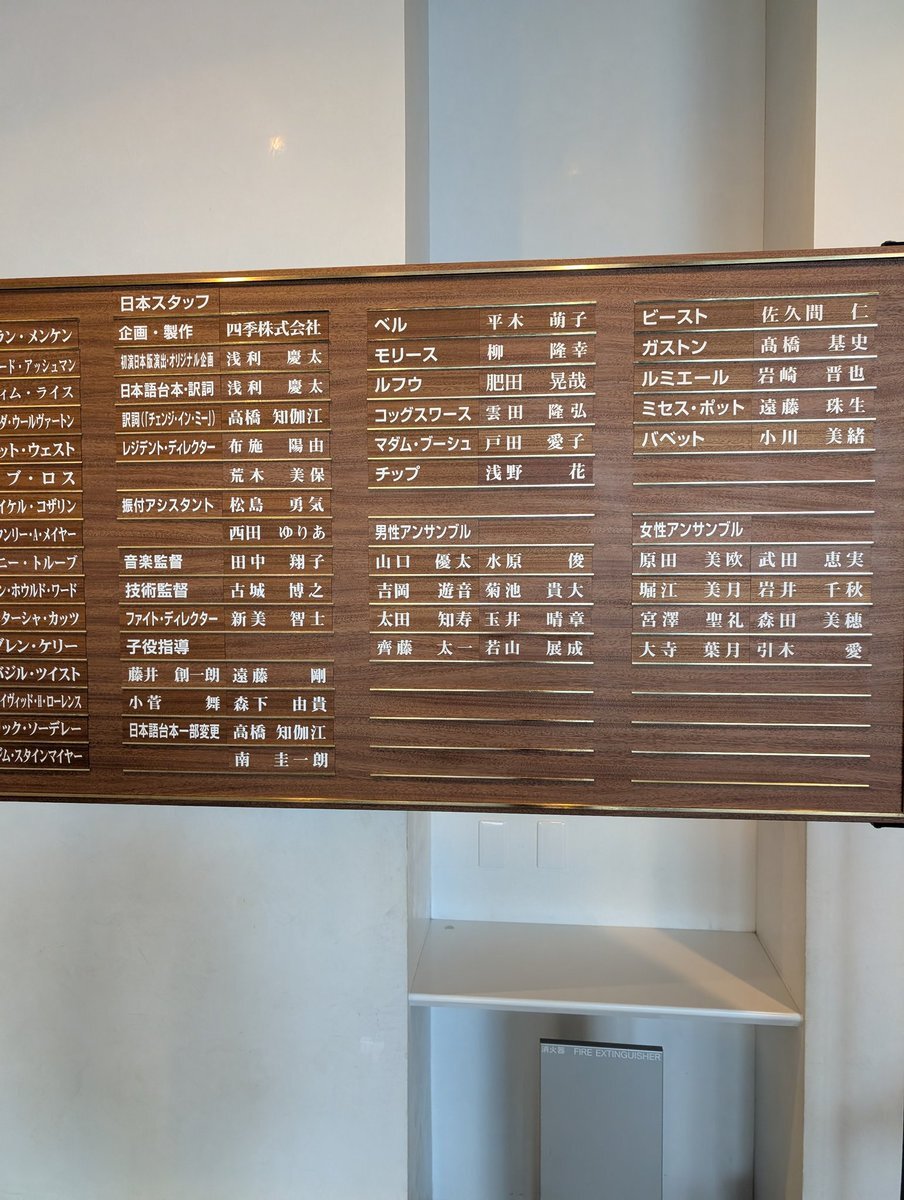 ラン・メンケン
ード・アッシュマン
ィム・ライス
ダ・ウールヴァートン
ット・ウェスト
ブ・ロス
イケル・コザリン
ンリー・A・メイヤー
ニー・トループ
ン・ホウルド・ワード
ターシャ・カッツ
グレン・ケリー
バジル・ツイスト
イヴィッド・II・ローレンス
ック・ソーデレー
ジム・スタインマイヤー
日本スタッフ
企画・製作 四季株式会社
初演日本版演出・オリジナル企画 浅利 慶太
日本語台本・訳詞 浅利 慶太
訳詞(「チェンジ・イン・ミー」) 高橋 知伽江
レジデント・ディレクター 布施 陽由
荒木 美保
振付アシスタント 松島 勇気
西田 ゆりあ
音楽監督 田中 翔子
技術監督 古城 博之
ファイト・ディレクター 新美 智士
子役指導
藤井 創一朗 遠藤 剛
小菅 舞 森下 由貴
日本語台本一部変更 高橋 知伽江
南 圭一朗
ベル 平木 萌子
モリース 柳 隆幸
ルフウ 肥田 晃哉
コッグスワース 雲田 隆弘
マダム・ブーシュ 戸田 愛子
チップ 浅野 花
男性アンサンブル
山口 優太 水原 俊
吉岡 遊音 菊池 貴大
太田 知寿 玉井 晴章
齊藤 太一 若山 展成
ビースト 佐久間 仁
ガストン 髙橋 基史
ルミエール 岩崎 晋也
ミセス・ポット 遠藤 珠生
バベット 小川 美緒
女性アンサンブル
原田 美欧 武田 恵実
堀江 美月 岩井 千秋
宮澤 聖礼 森田 美穂
大寺 葉月 引木 愛
消火器 FIRE EXTINGUISHER